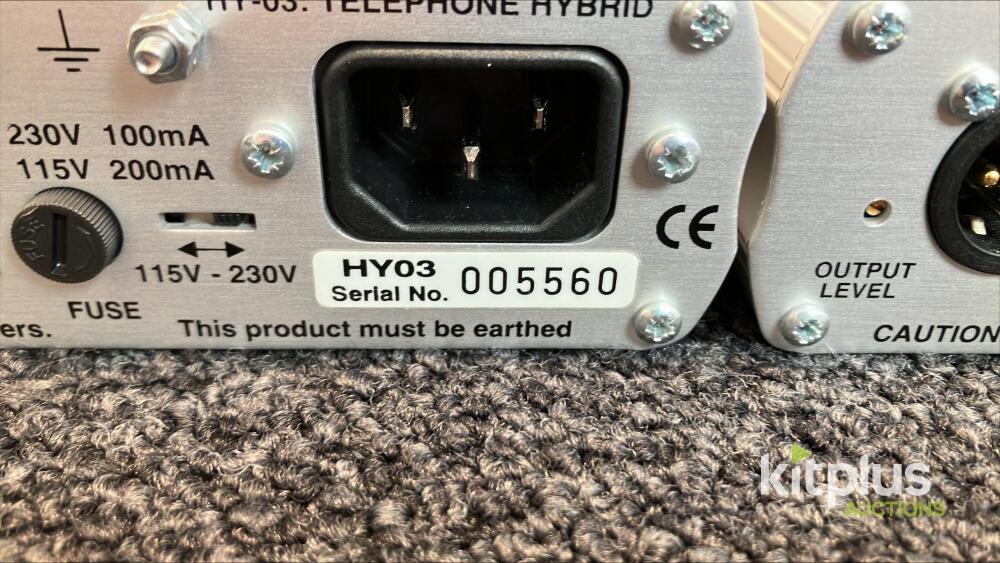 HY-03: TELEPHONE HYBRID
230V 100mA
115V 200mA
FUSE
115V - 230V
FUSE
HY03
Serial No. 005560
CE
ers.
This product must be earthed
OUTPUT
LEVEL
CAUTION
kitplus
AUCTIONS